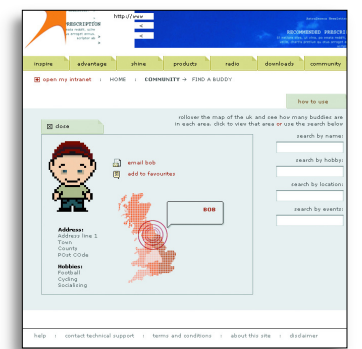 http://www
PRESCRIPTION
RECOMMENDED PRESCRI
inspire advantage shine products radio downloads community
open my intranet : HOME : COMMUNITY → FIND A BUDDY
how to use
rollover the map of the uk and see how many buddies are
in each area. click to view that area or use the search below
close
search by name:
search by hobby:
search by location:
search by events:
email bob
add to favourites
BOB
Address:
Address line 1
Town
County
POst COde
Hobbies:
Football
Cycling
Socialising
help : contact technical support : terms and conditions : about this site : disclaimer